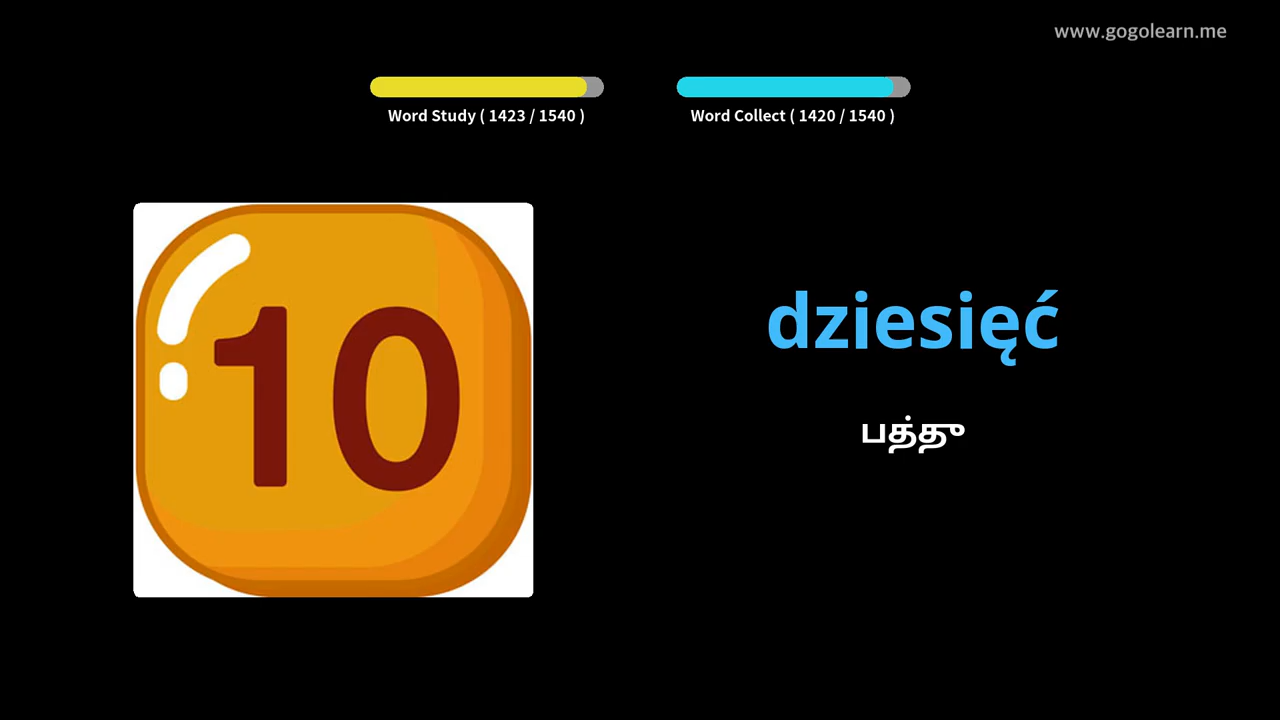 www.gogolearn.me
Word Study ( 1423 / 1540 )
Word Collect ( 1420 / 1540 )
10
dziesięć
பத்து